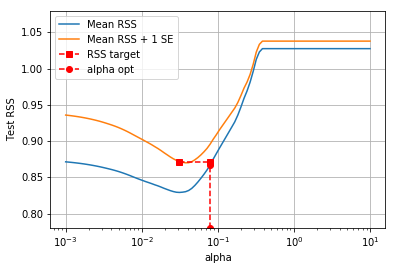 Mean RSS
Mean RSS + 1 SE
RSS target
alpha opt
Test RSS
1.05
1.00
0.95
0.90
0.85
0.80
10⁻³
10⁻²
10⁻¹
10⁰
10¹
alpha